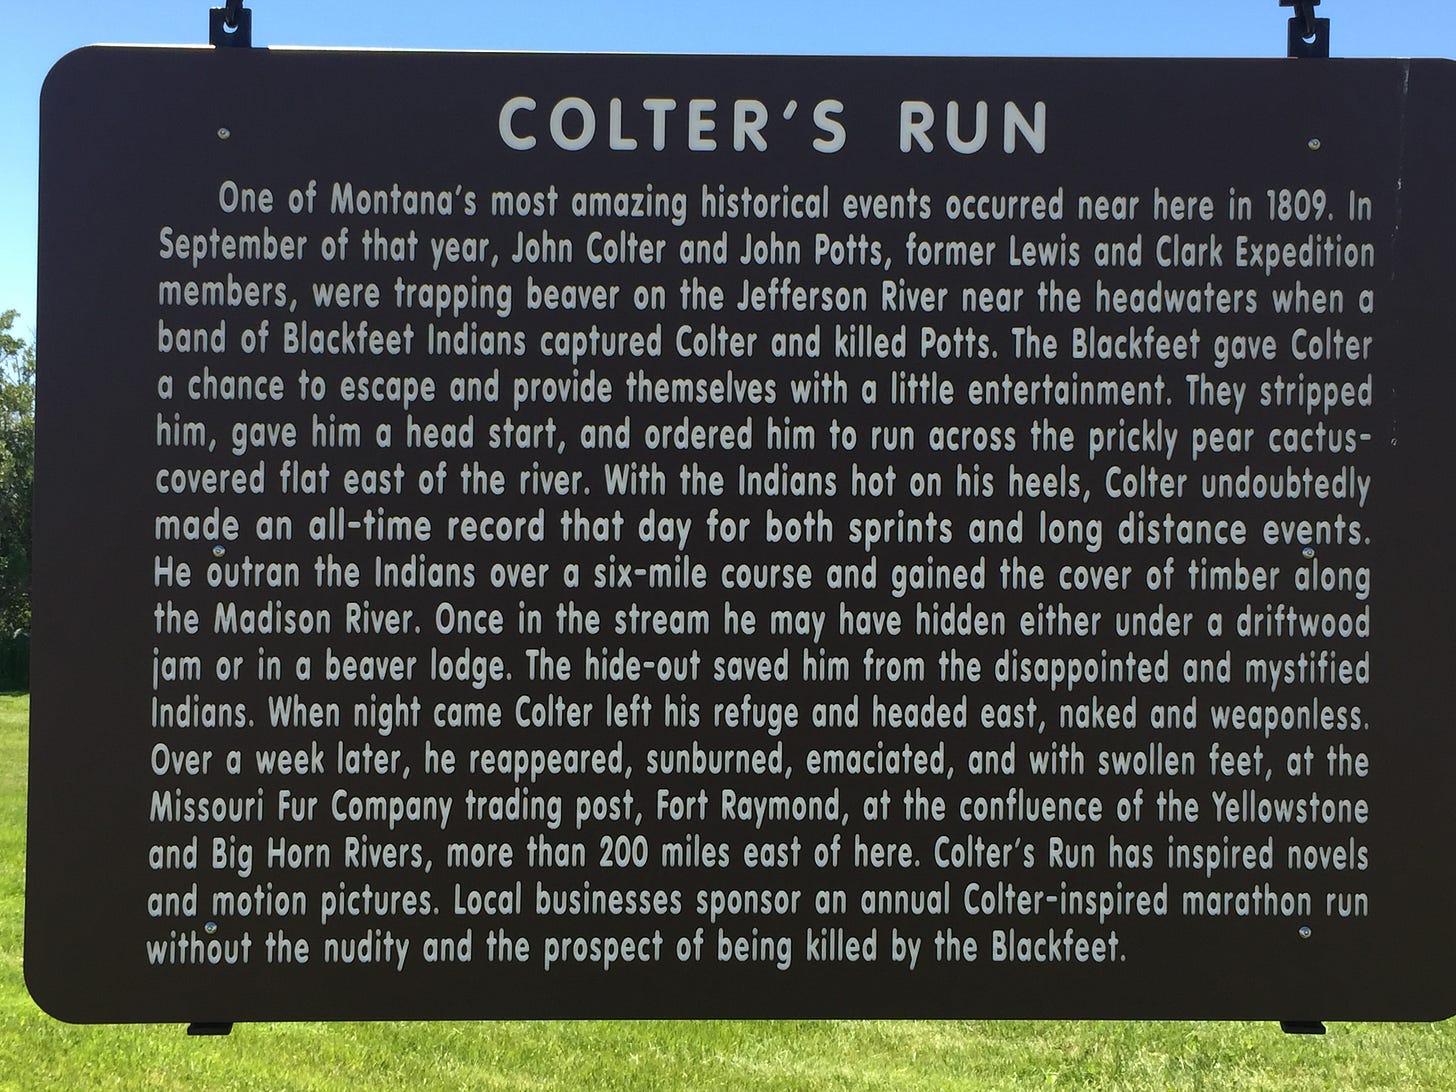 COLTER'S RUN
One of Montana's most amazing historical events occurred near here in 1809. In
September of that year, John Colter and John Potts, former Lewis and Clark Expedition
members, were trapping beaver on the Jefferson River near the headwaters when a
band of Blackfeet Indians captured Colter and killed Potts. The Blackfeet gave Colter
a chance to escape and provide themselves with a little entertainment. They stripped
him, gave him a head start, and ordered him to run across the prickly pear cactus-
covered flat east of the river. With the Indians hot on his heels, Colter undoubtedly
made an all-time record that day for both sprints and long distance events.
He outran the Indians over a six-mile course and gained the cover of timber along
the Madison River. Once in the stream he may have hidden either under a driftwood
jam or in a beaver lodge. The hide-out saved him from the disappointed and mystified
Indians. When night came Colter left his refuge and headed east, naked and weaponless.
Over a week later, he reappeared, sunburned, emaciated, and with swollen feet, at the
Missouri Fur Company trading post, Fort Raymond, at the confluence of the Yellowstone
and Big Horn Rivers, more than 200 miles east of here. Colter's Run has inspired novels
and motion pictures. Local businesses sponsor an annual Colter-inspired marathon run
without the nudity and the prospect of being killed by the Blackfeet.